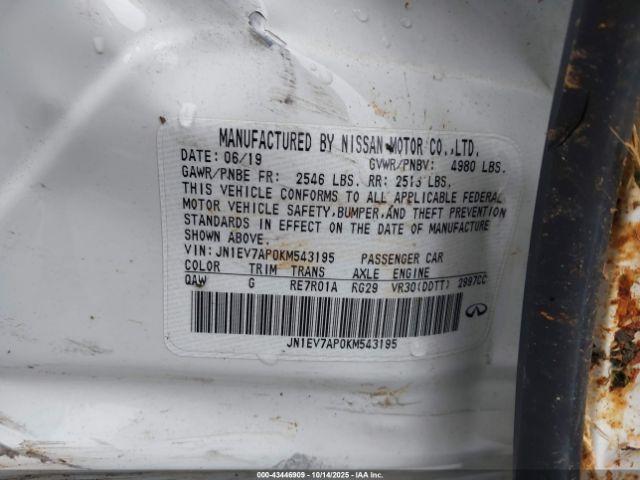 MANUFACTURED BY NISSAN MOTOR CO.,LTD.
DATE: 06/19 GVWR/PNBV: 4980 LBS.
GAWR/PNBE FR: 2546 LBS. RR: 2513 LBS.
THIS VEHICLE CONFORMS TO ALL APPLICABLE FEDERAL
MOTOR VEHICLE SAFETY,BUMPER,AND THEFT PREVENTION
STANDARDS IN EFFECT ON THE DATE OF MANUFACTURE
SHOWN ABOVE.
VIN: JN1EV7AP0KM543195 PASSENGER CAR
COLOR TRIM TRANS AXLE ENGINE
QAW G RE7R01A RG29 VR30(DDTT) 2997CC
JN1EV7AP0KM543195
000-43446909 - 10/14/2025 - IAAI.COM